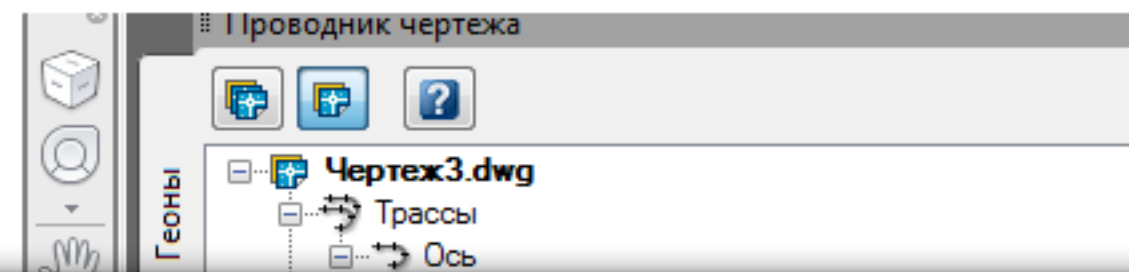 Проводник чертежа
Геоны
Чертеж3.dwg
Трассы
Ось